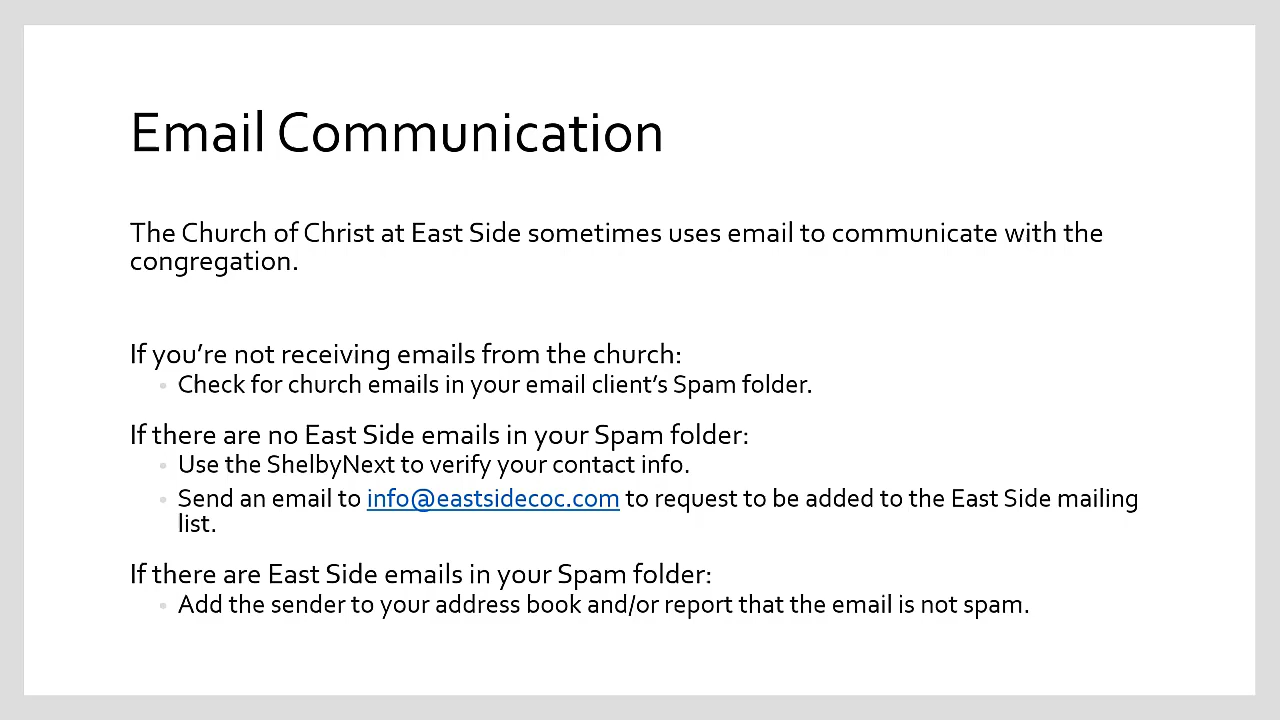 Email Communication
The Church of Christ at East Side sometimes uses email to communicate with the
congregation.
If you’re not receiving emails from the church:
Check for church emails in your email client’s Spam folder.
If there are no East Side emails in your Spam folder:
Use the ShelbyNext to verify your contact info.
Send an email to info@eastsidecoc.com to request to be added to the East Side mailing
list.
If there are East Side emails in your Spam folder:
Add the sender to your address book and/or report that the email is not spam.